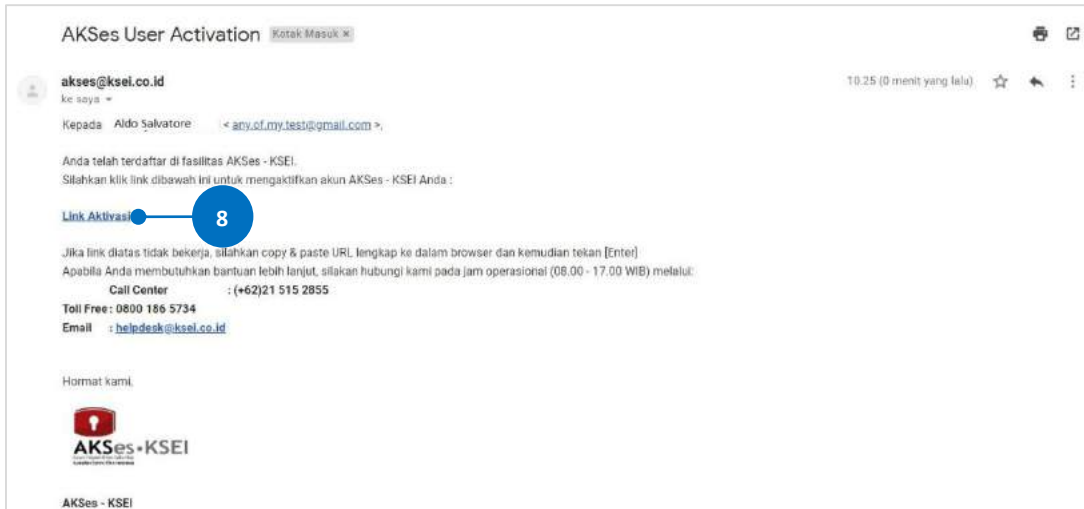 AKSes User Activation Kotak Masuk ×
akses@ksei.co.id 10.25 (0 menit yang lalu)
ke saya
Kepada Aldo Salvatore < any.of.my.test@gmail.com >,
Anda telah terdaftar di fasilitas AKSes - KSEI.
Silahkan klik link dibawah ini untuk mengaktifkan akun AKSes - KSEI Anda :
Link Aktivasi 8
Jika link diatas tidak bekerja, silahkan copy & paste URL lengkap ke dalam browser dan kemudian tekan [Enter]
Apabila Anda membutuhkan bantuan lebih lanjut, silakan hubungi kami pada jam operasional (08.00 - 17.00 WIB) melalui:
Call Center : (+62)21 515 2855
Toll Free : 0800 186 5734
Email : helpdesk@ksei.co.id
Hormat kami,
AKSes-KSEI
AKSes - KSEI